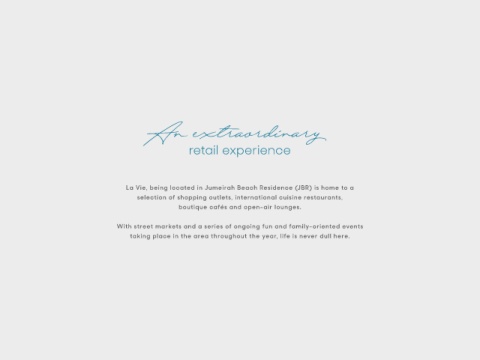 An extraordinary
retail experience
La Vie, being located in Jumeirah Beach Residence (JBR) is home to a
selection of shopping outlets, international cuisine restaurants,
boutique cafés and open-air lounges.
With street markets and a series of ongoing fun and family-oriented events
taking place in the area throughout the year, life is never dull here.